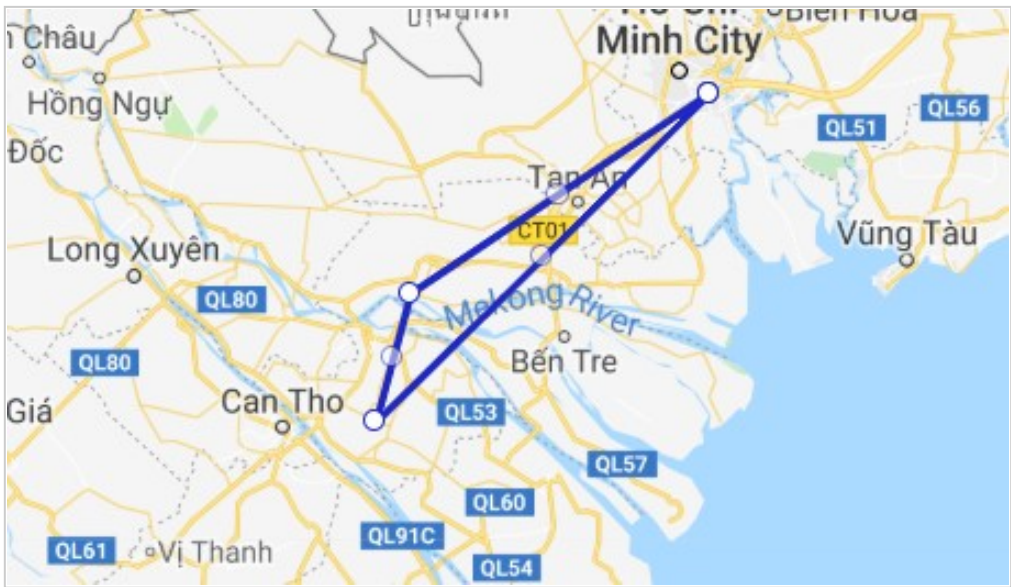 Minh City
Biên Hòa
Châu
Hồng Ngự
QL56
QL51
Đốc
Tan An
CT01
Vũng Tàu
Long Xuyên
QL80
Mekong River
QL80
Bến Tre
Giá
Can Tho
QL53
QL57
QL60
QL91C
QL61
Vị Thanh
QL54